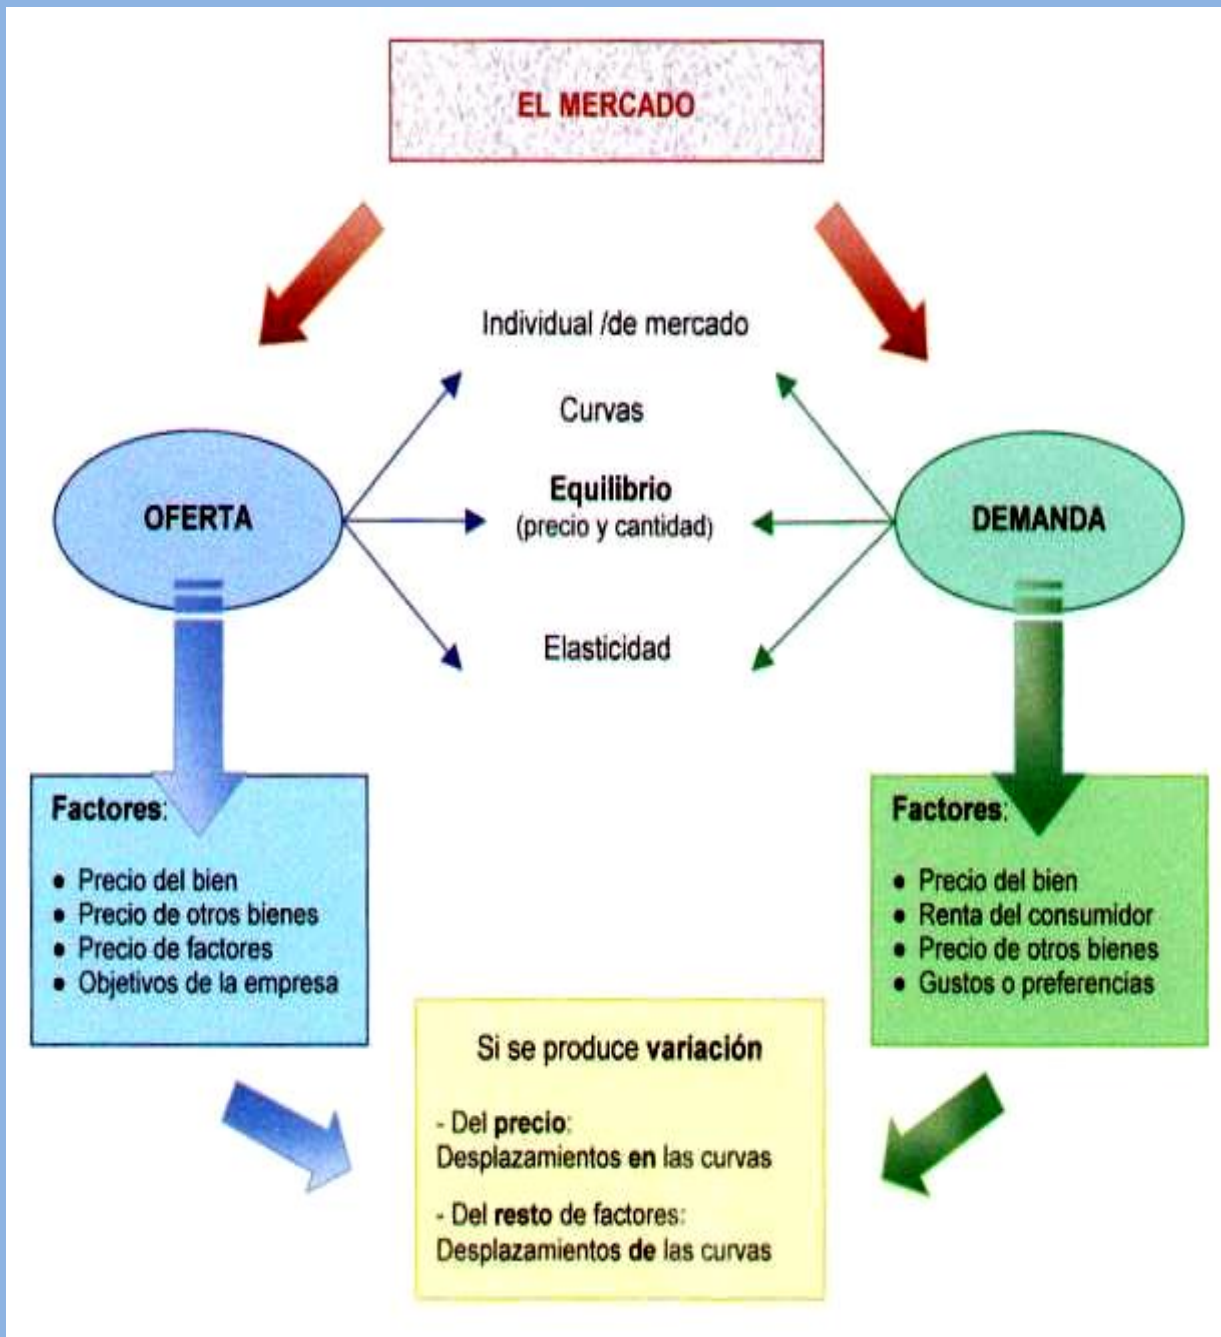 EL MERCADO
Individual /de mercado
Curvas
Equilibrio
(precio y cantidad)
Elasticidad
OFERTA
DEMANDA
Factores:
● Precio del bien
● Precio de otros bienes
● Precio de factores
● Objetivos de la empresa
Factores:
● Precio del bien
● Renta del consumidor
● Precio de otros bienes
● Gustos o preferencias
Si se produce variación
- Del precio:
Desplazamientos en las curvas
- Del resto de factores:
Desplazamientos de las curvas